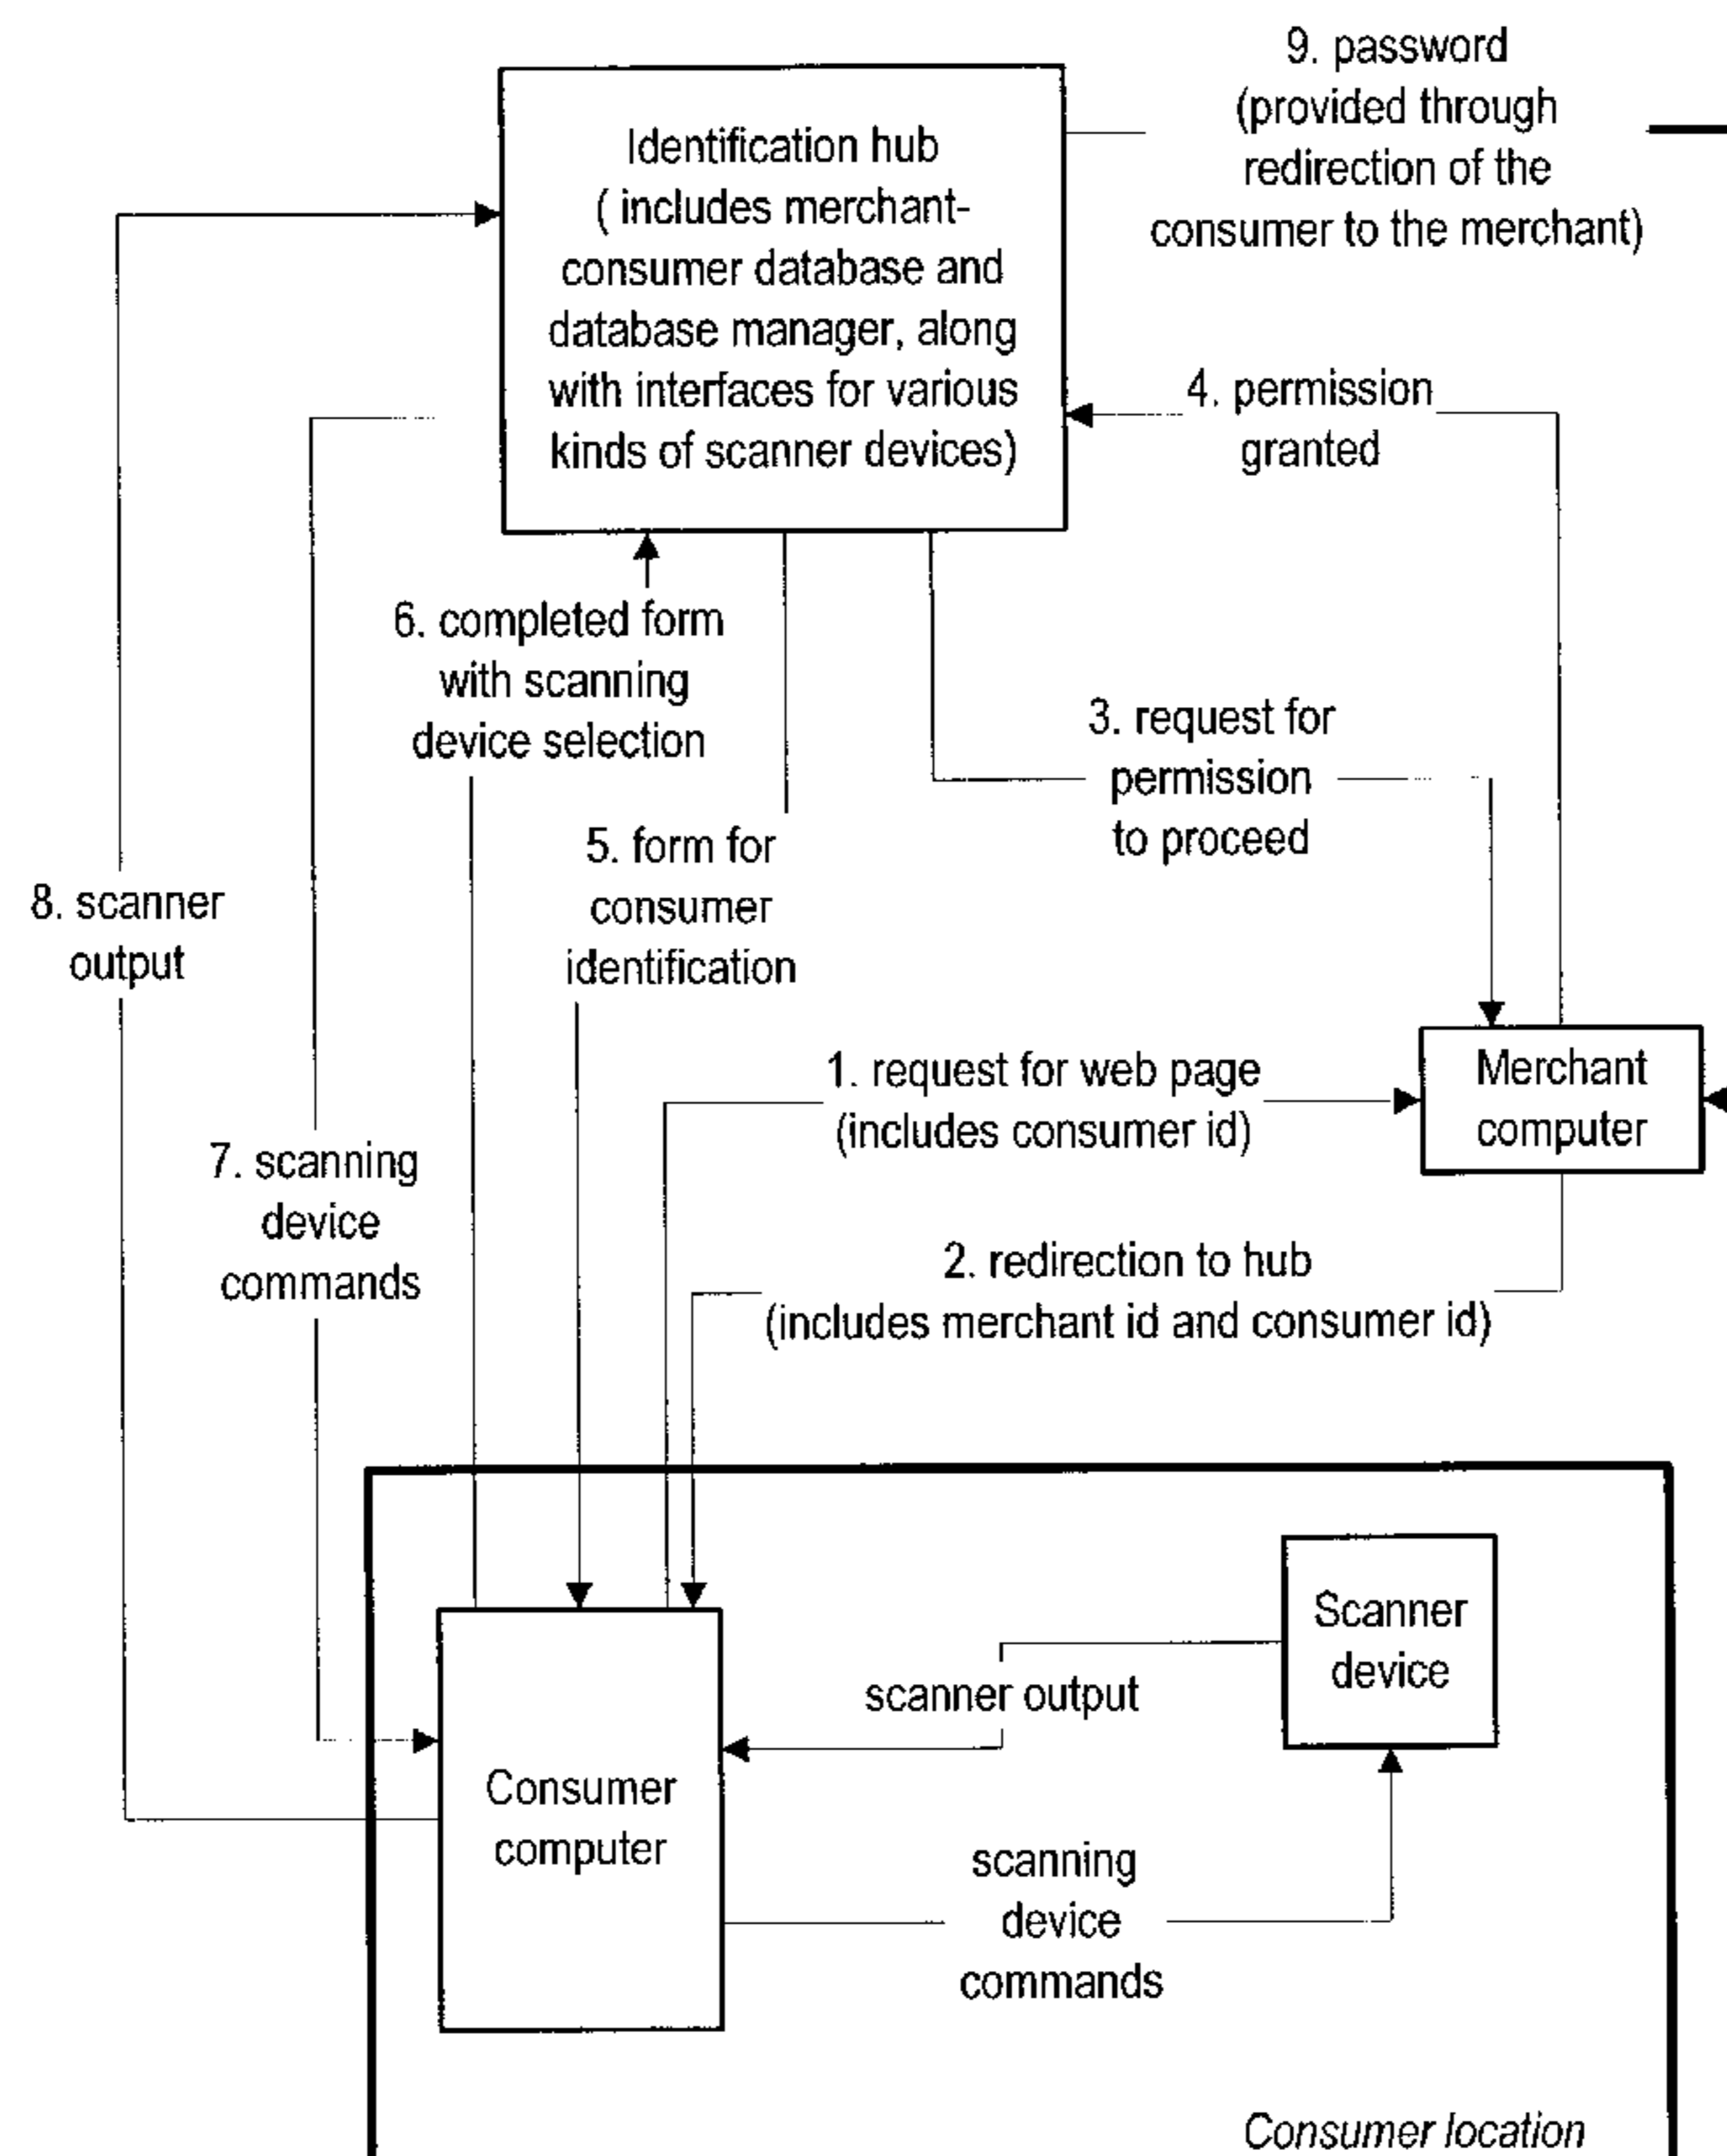 9. password
(provided through
redirection of the
consumer to the merchant)
Identification hub
( includes merchant-
consumer database and
database manager, along
with interfaces for various
kinds of scanner devices)
4. permission
granted
6. completed form
with scanning
device selection
3. request for
permission
to proceed
5. form for
consumer
identification
8. scanner
output
1. request for web page
(includes consumer id)
Merchant
computer
7. scanning
device
commands
2. redirection to hub
(includes merchant id and consumer id)
Scanner
device
scanner output
Consumer
computer
scanning
device
commands
Consumer location